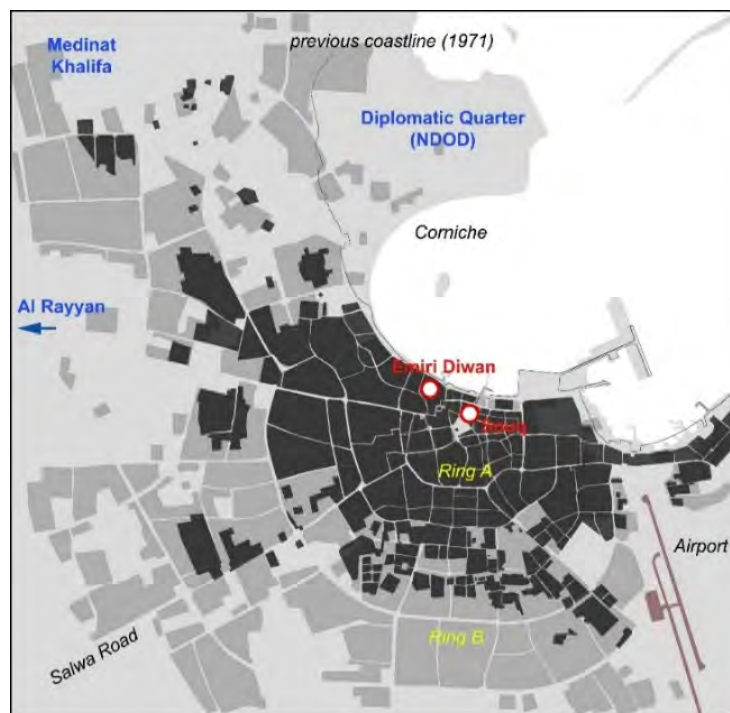 Medinat
Khalifa
previous coastline (1971)
Diplomatic Quarter
(NDOD)
Corniche
Al Rayyan
Emiri Diwan
Souq
Ring A
Airport
Ring B
Salwa Road